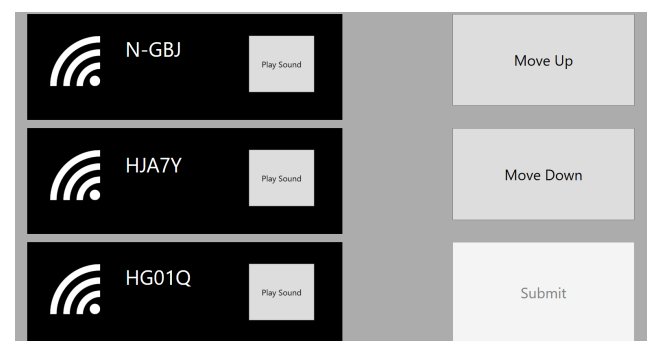 N-GBJ
Play Sound
Move Up
HJA7Y
Play Sound
Move Down
HG01Q
Play Sound
Submit